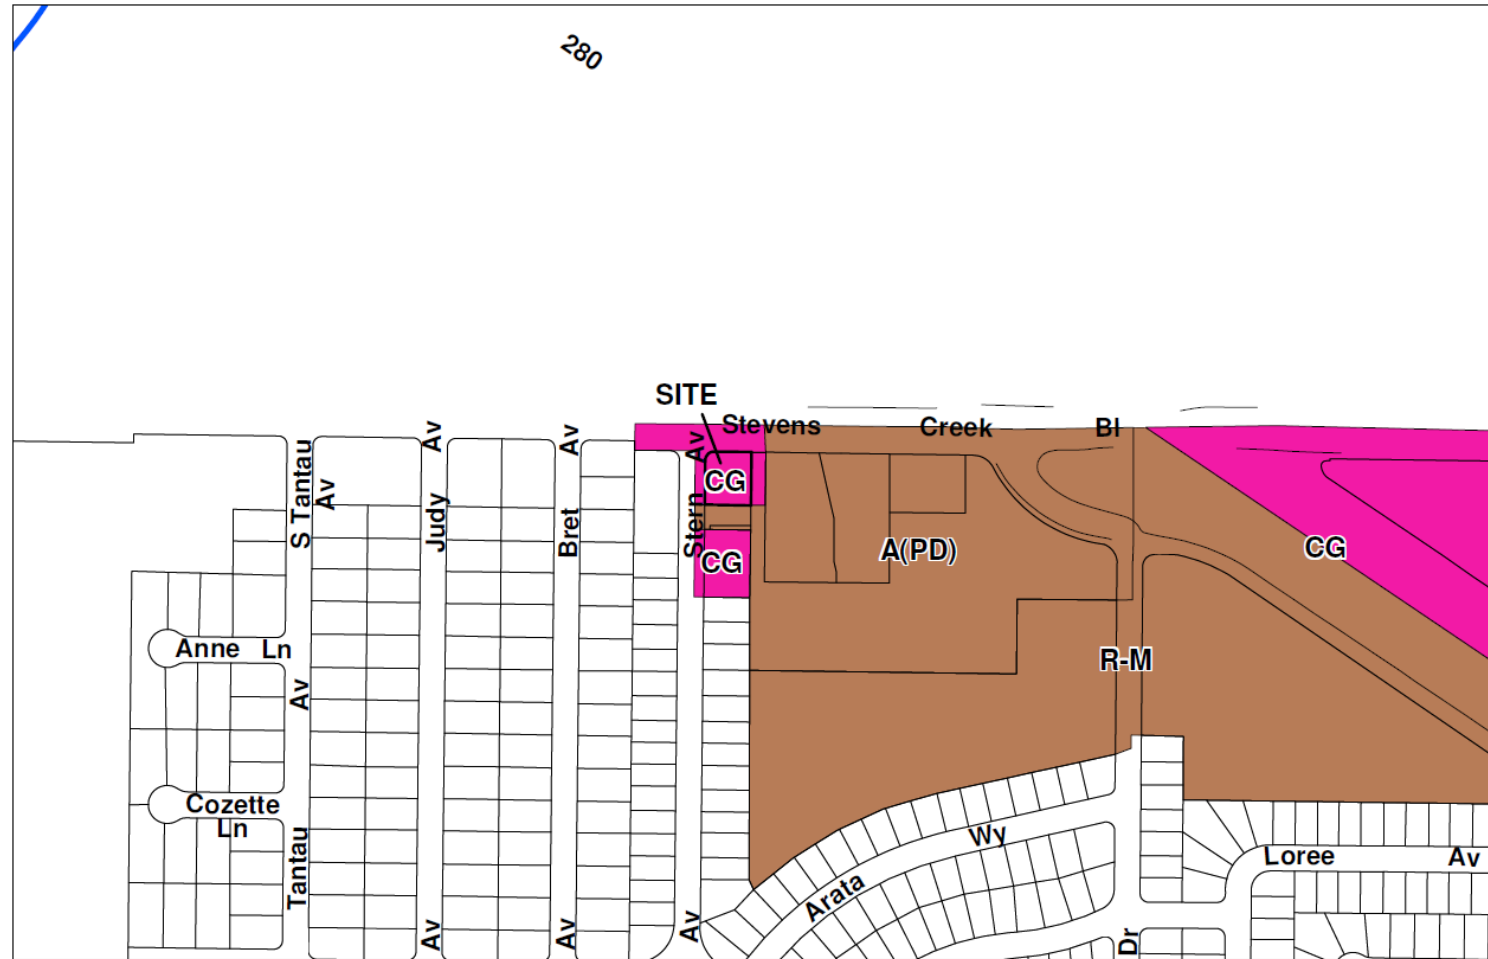 280
SITE
Stevens Creek Bl
S Tantau Av
Av
Av
Av
CG
Judy
Bret
Stern
CG
A(PD)
CG
Anne Ln
R-M
Av
Cozette
Ln
Tantau
Wy
Loree Av
Arata
Av
Av
Av
Dr